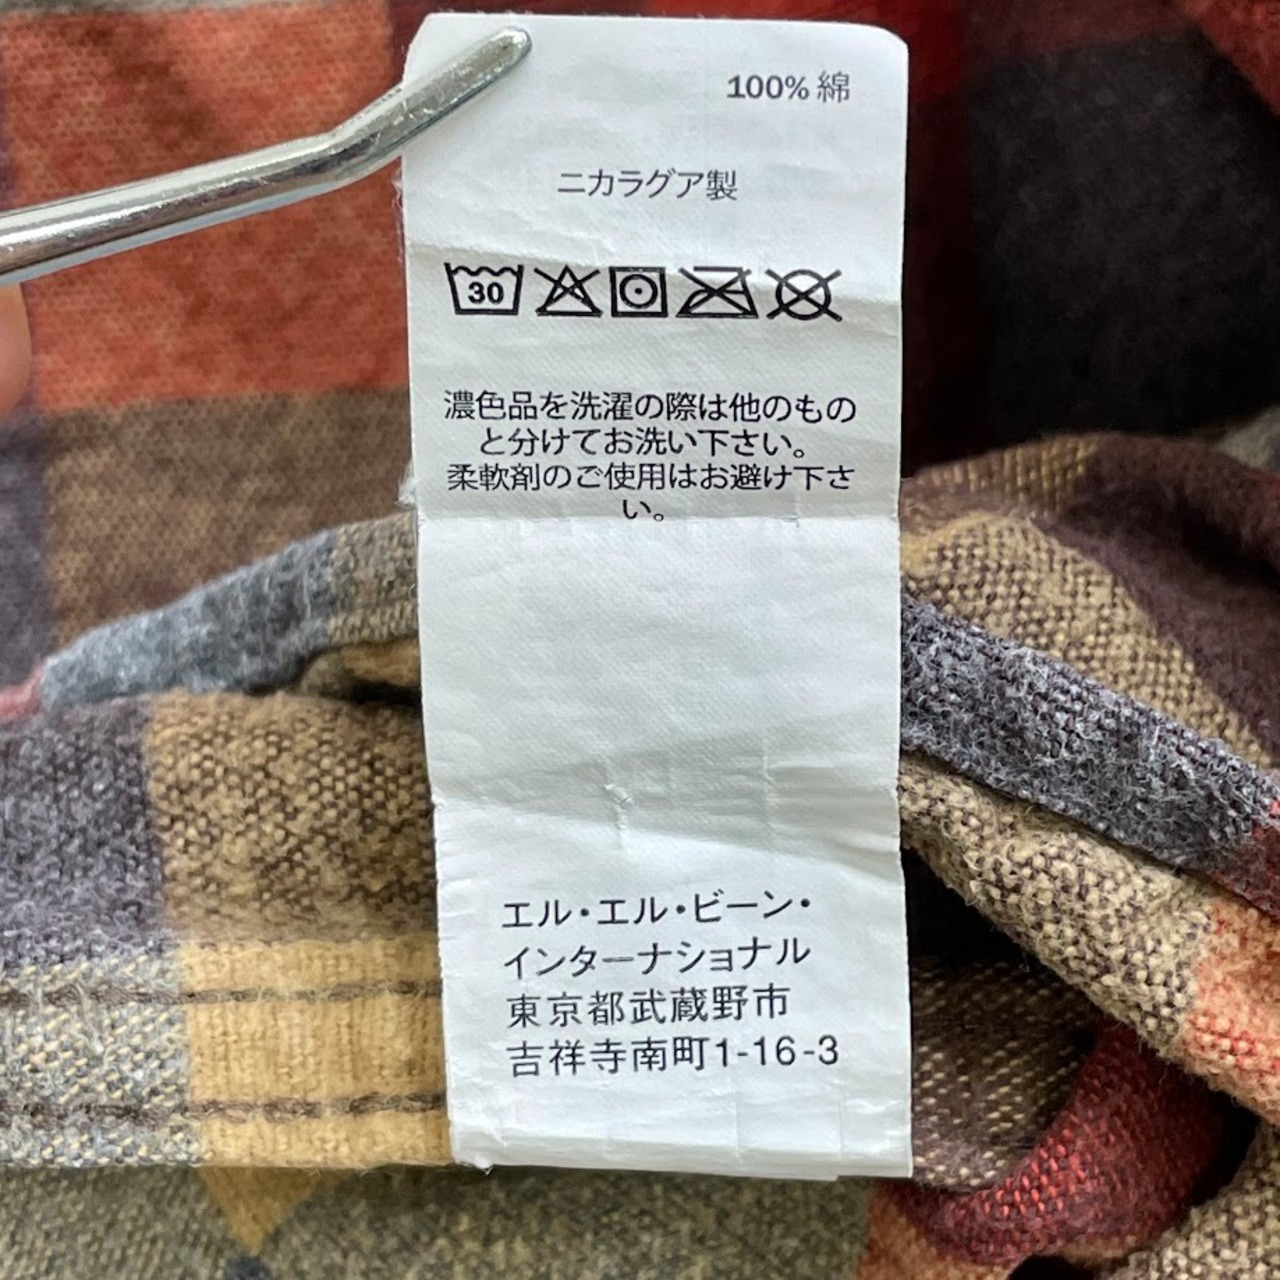 100% 綿
ニカラグア製
30
濃色品を洗濯の際は他のもの
と分けてお洗い下さい。
柔軟剤のご使用はお避け下さ
い。
エル・エル・ビーン・
インターナショナル
東京都武蔵野市
吉祥寺南町1-16-3